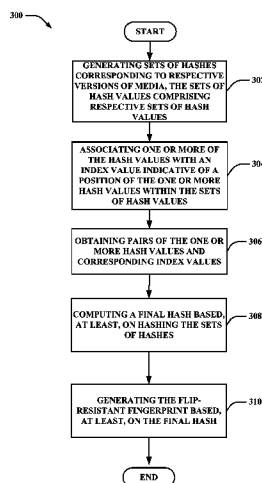 300
START
GENERATING SETS OF HASHES
CORRESPONDING TO RESPECTIVE
VERSIONS OF MEDIA, THE SETS OF
HASH VALUES COMPRISING
RESPECTIVE SETS OF HASH
VALUES
302
ASSOCIATING ONE OR MORE OF
THE HASH VALUES WITH AN
INDEX VALUE INDICATIVE OF A
POSITION OF THE ONE OR MORE
HASH VALUES WITHIN THE SETS
OF HASH VALUES
304
OBTAINING PAIRS OF THE ONE OR
MORE HASH VALUES AND
CORRESPONDING INDEX VALUES
306
COMPUTING A FINAL HASH BASED,
AT LEAST, ON HASHING THE SETS
OF HASHES
308
GENERATING THE FLIP-
RESISTANT FINGERPRINT BASED,
AT LEAST, ON THE FINAL HASH
310
END